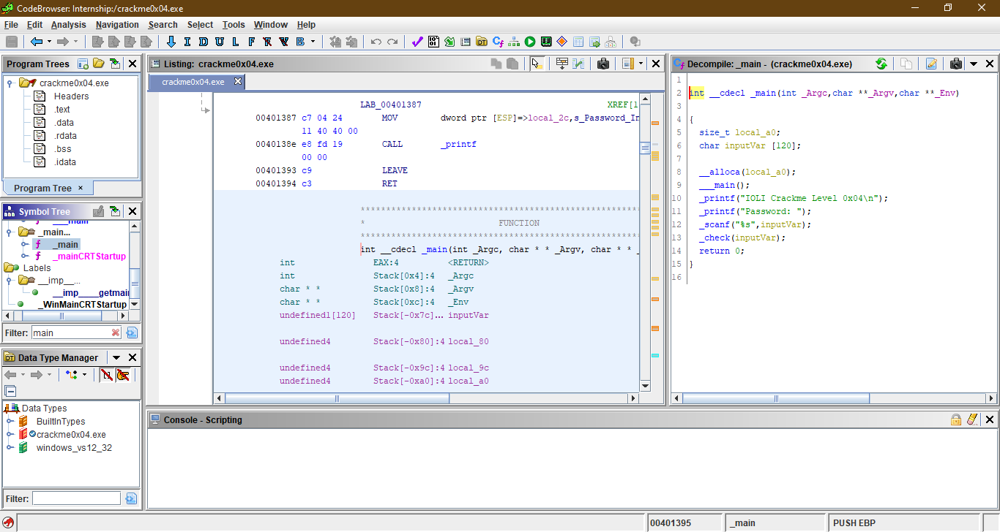 CodeBrowser: Internship:/crackme0x04.exe
File Edit Analysis Navigation Search Select Tools Window Help
I D U L F R V B
Program Trees
crackme0x04.exe
Headers
.text
.data
.rdata
.bss
.idata
Program Tree ×
Symbol Tree
___main
_main...
f _main
f _mainCRTStartup
Labels
__imp__...
__imp____getmai
_WinMainCRTStartup
Filter: main
Data Type Manager
Data Types
BuiltInTypes
crackme0x04.exe
windows_vs12_32
Filter:
Listing: crackme0x04.exe
crackme0x04.exe
LAB_00401387 XREF[1
00401387 c7 04 24 MOV dword ptr [ESP]=>local_2c,s_Password_In
11 40 40 00
0040138e e8 fd 19 CALL _printf
00 00
00401393 c9 LEAVE
00401394 c3 RET
* FUNCTION
int __cdecl _main(int _Argc, char * * _Argv, char * * _
int EAX:4 <RETURN>
int Stack[0x4]:4 _Argc
char * * Stack[0x8]:4 _Argv
char * * Stack[0xc]:4 _Env
undefined1[120] Stack[-0x7c]... inputVar
undefined4 Stack[-0x80]:4 local_80
undefined4 Stack[-0x9c]:4 local_9c
undefined4 Stack[-0xa0]:4 local_a0
Decompile: _main - (crackme0x04.exe)
1
2 int __cdecl _main(int _Argc,char **_Argv,char **_Env)
3
4 {
5 size_t local_a0;
6 char inputVar [120];
7
8 __alloca(local_a0);
9 ___main();
10 _printf("IOLI Crackme Level 0x04\n");
11 _printf("Password: ");
12 _scanf("%s",inputVar);
13 _check(inputVar);
14 return 0;
15 }
16
Console - Scripting
00401395 _main PUSH EBP